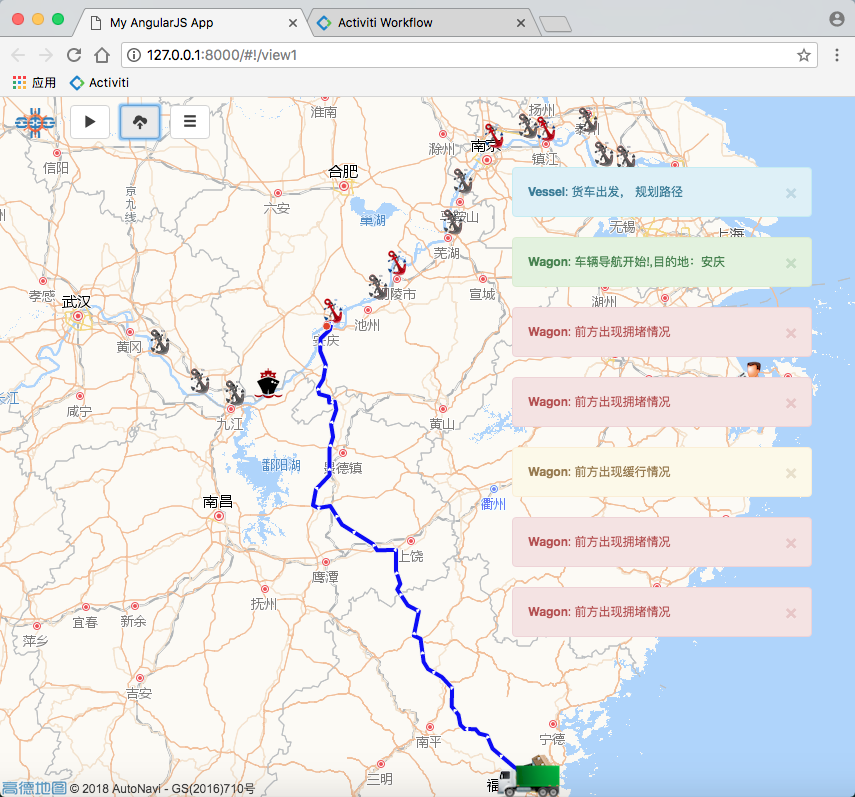 My AngularJS App
Activiti Workflow
127.0.0.1:8000/#!/view1
应用
Activiti
淮南
扬州
泰州
滁州
南京
镇江
信阳
合肥
京九线
六安
巢湖
马鞍山
无锡
上海
芜湖
孝感
武汉
铜陵市
宣城
湖州
池州
安庆
黄冈
长江
咸宁
九江
黄山
鄱阳湖
景德镇
南昌
衢州
上饶
鹰潭
抚州
宜春
新余
萍乡
吉安
南平
宁德
三明
福
Vessel: 货车出发， 规划路径
Wagon: 车辆导航开始!,目的地：安庆
Wagon: 前方出现拥堵情况
Wagon: 前方出现拥堵情况
Wagon: 前方出现缓行情况
Wagon: 前方出现拥堵情况
Wagon: 前方出现拥堵情况
高德地图 © 2018 AutoNavi - GS(2016)710号